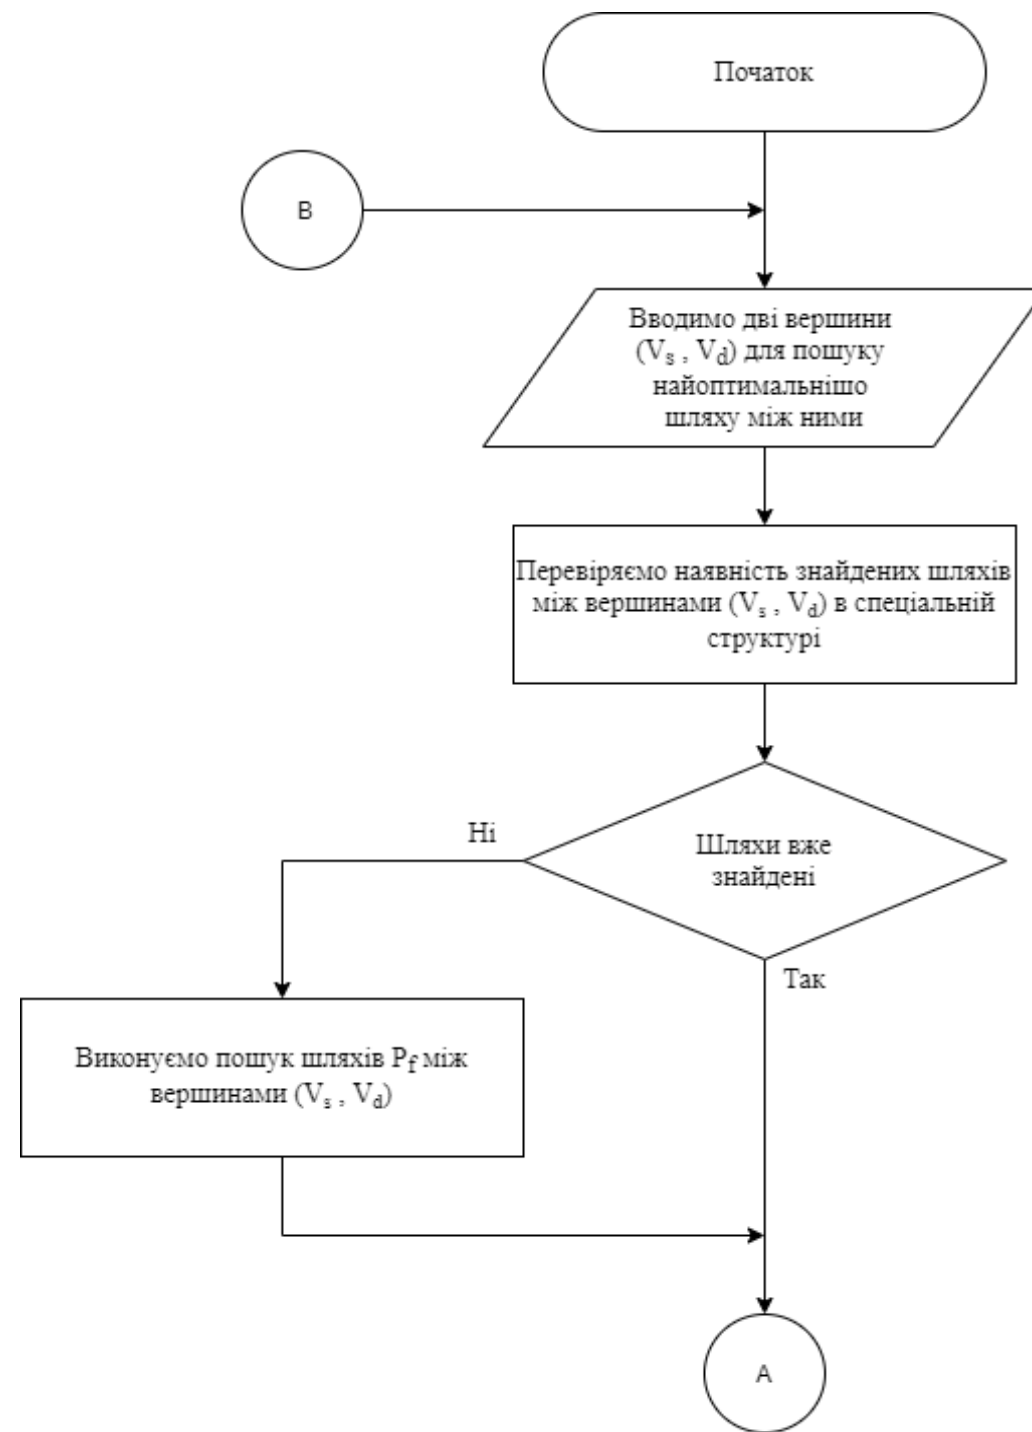 Початок
В
Вводимо дві вершини
(Vs , Vd) для пошуку
найоптимальнішо
шляху між ними
Перевіряємо наявність знайдених шляхів
між вершинами (Vs , Vd) в спеціальній
структурі
Шляхи вже
знайдені
Ні
Так
Виконуємо пошук шляхів Pf між
вершинами (Vs , Vd)
А